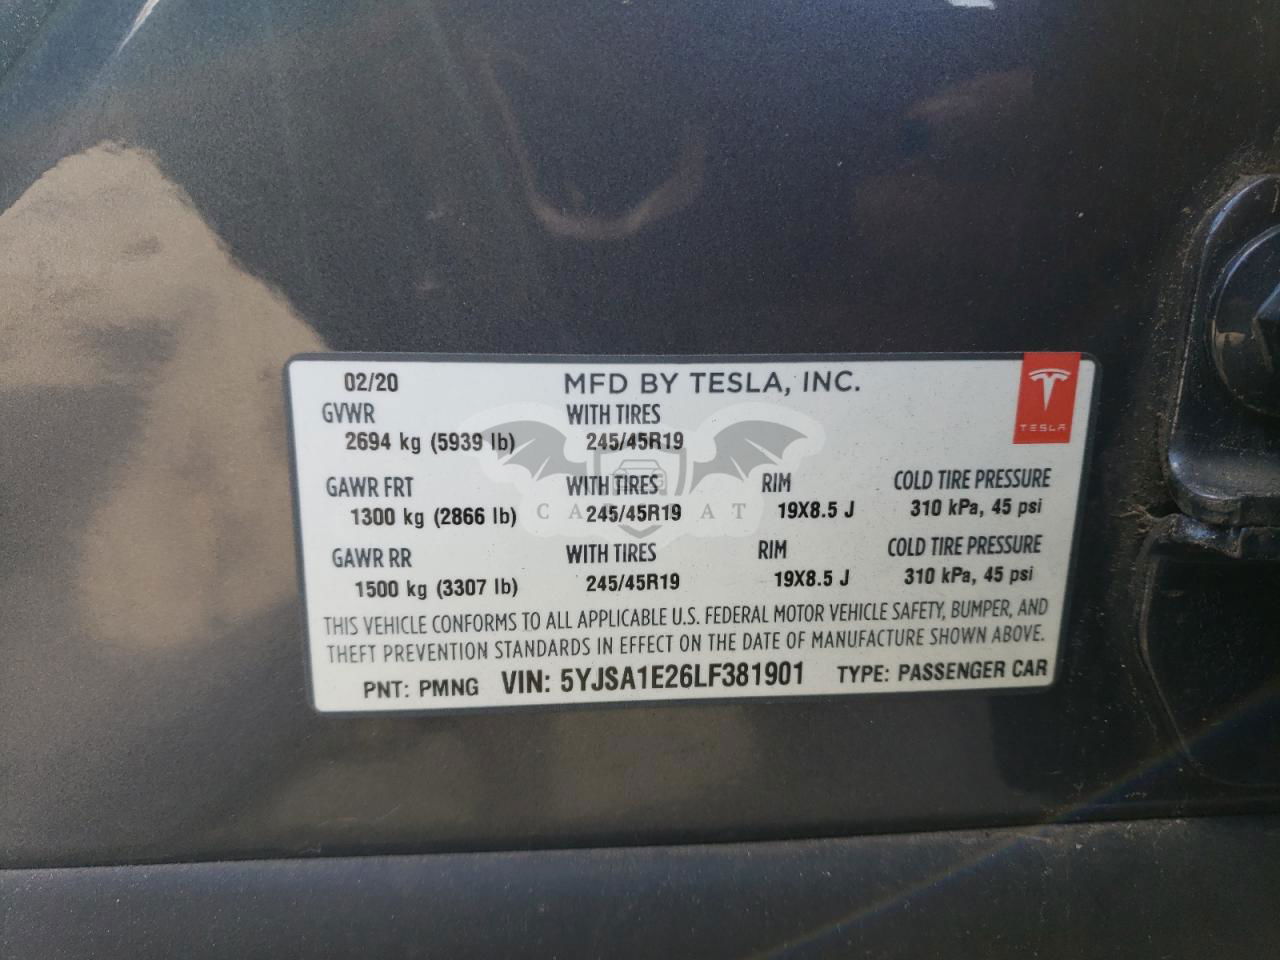 02/20 MFD BY TESLA, INC.
TESLA
GVWR WITH TIRES
2694 kg (5939 lb) 245/45R19
GAWR FRT WITH TIRES RIM COLD TIRE PRESSURE
1300 kg (2866 lb) 245/45R19 19X8.5 J 310 kPa, 45 psi
GAWR RR WITH TIRES RIM COLD TIRE PRESSURE
1500 kg (3307 lb) 245/45R19 19X8.5 J 310 kPa, 45 psi
THIS VEHICLE CONFORMS TO ALL APPLICABLE U.S. FEDERAL MOTOR VEHICLE SAFETY, BUMPER, AND
THEFT PREVENTION STANDARDS IN EFFECT ON THE DATE OF MANUFACTURE SHOWN ABOVE.
PNT: PMNG VIN: 5YJSA1E26LF381901 TYPE: PASSENGER CAR